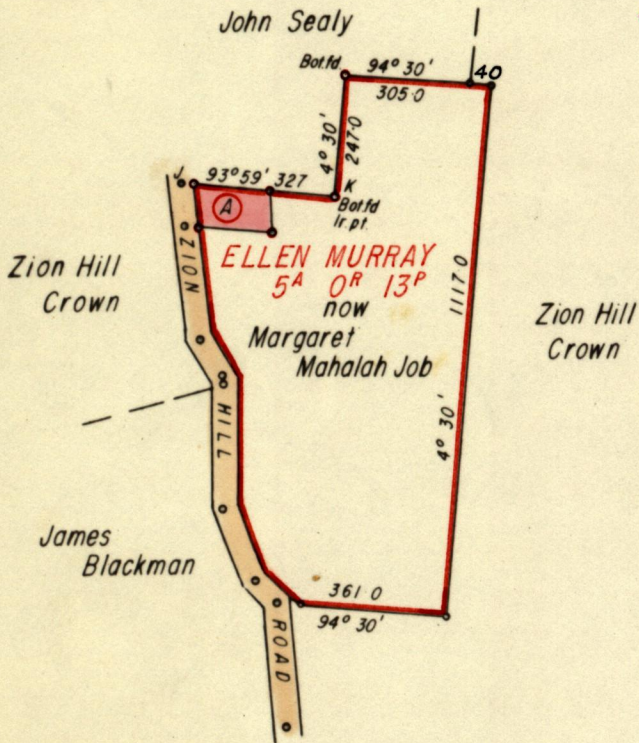 John Sealy
Bot.fd.
94° 30'
40
305·0
4° 30'
247·0
J
93° 59' 327
K
Bot.fd
Ir. pt.
A
ELLEN MURRAY
5ᴬ 0ᴿ 13ᴾ
now
Margaret
Mahalah Job
Zion Hill
Crown
Zion Hill
Crown
1117·0
4° 30'
ZION
HILL
ROAD
James
Blackman
361·0
94° 30'